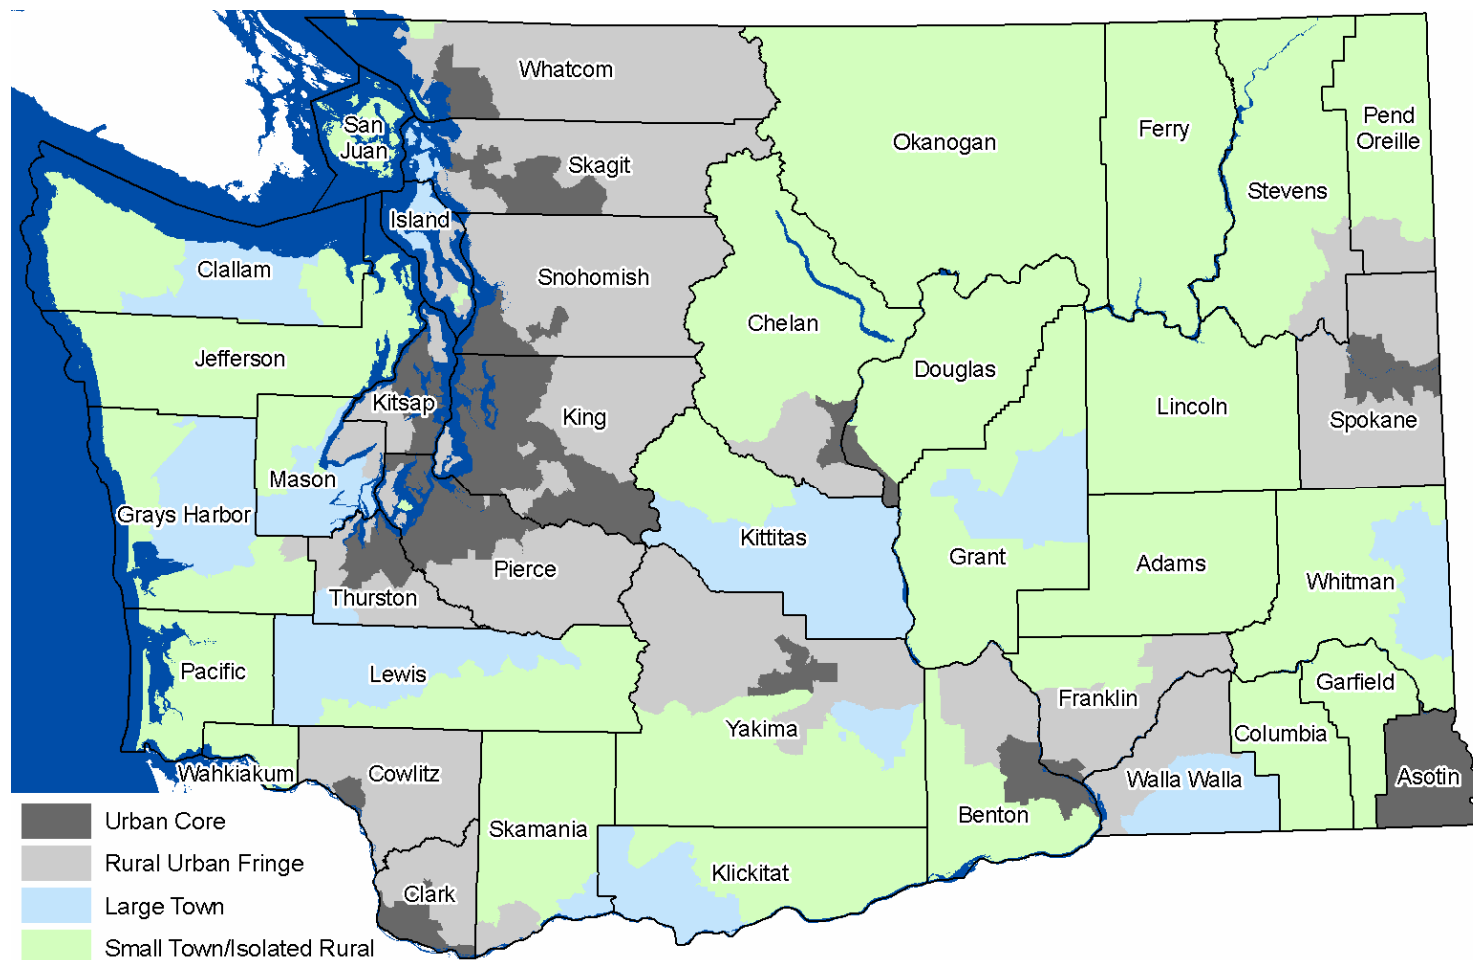 Whatcom
San
Juan
Skagit
Okanogan
Ferry
Pend
Oreille
Stevens
Island
Clallam
Snohomish
Chelan
Jefferson
Douglas
Kitsap
King
Lincoln
Spokane
Mason
Grays Harbor
Kittitas
Grant
Adams
Whitman
Pierce
Thurston
Pacific
Lewis
Yakima
Franklin
Garfield
Columbia
Wahkiakum
Cowlitz
Walla Walla
Asotin
Benton
Skamania
Klickitat
Clark
Urban Core
Rural Urban Fringe
Large Town
Small Town/Isolated Rural